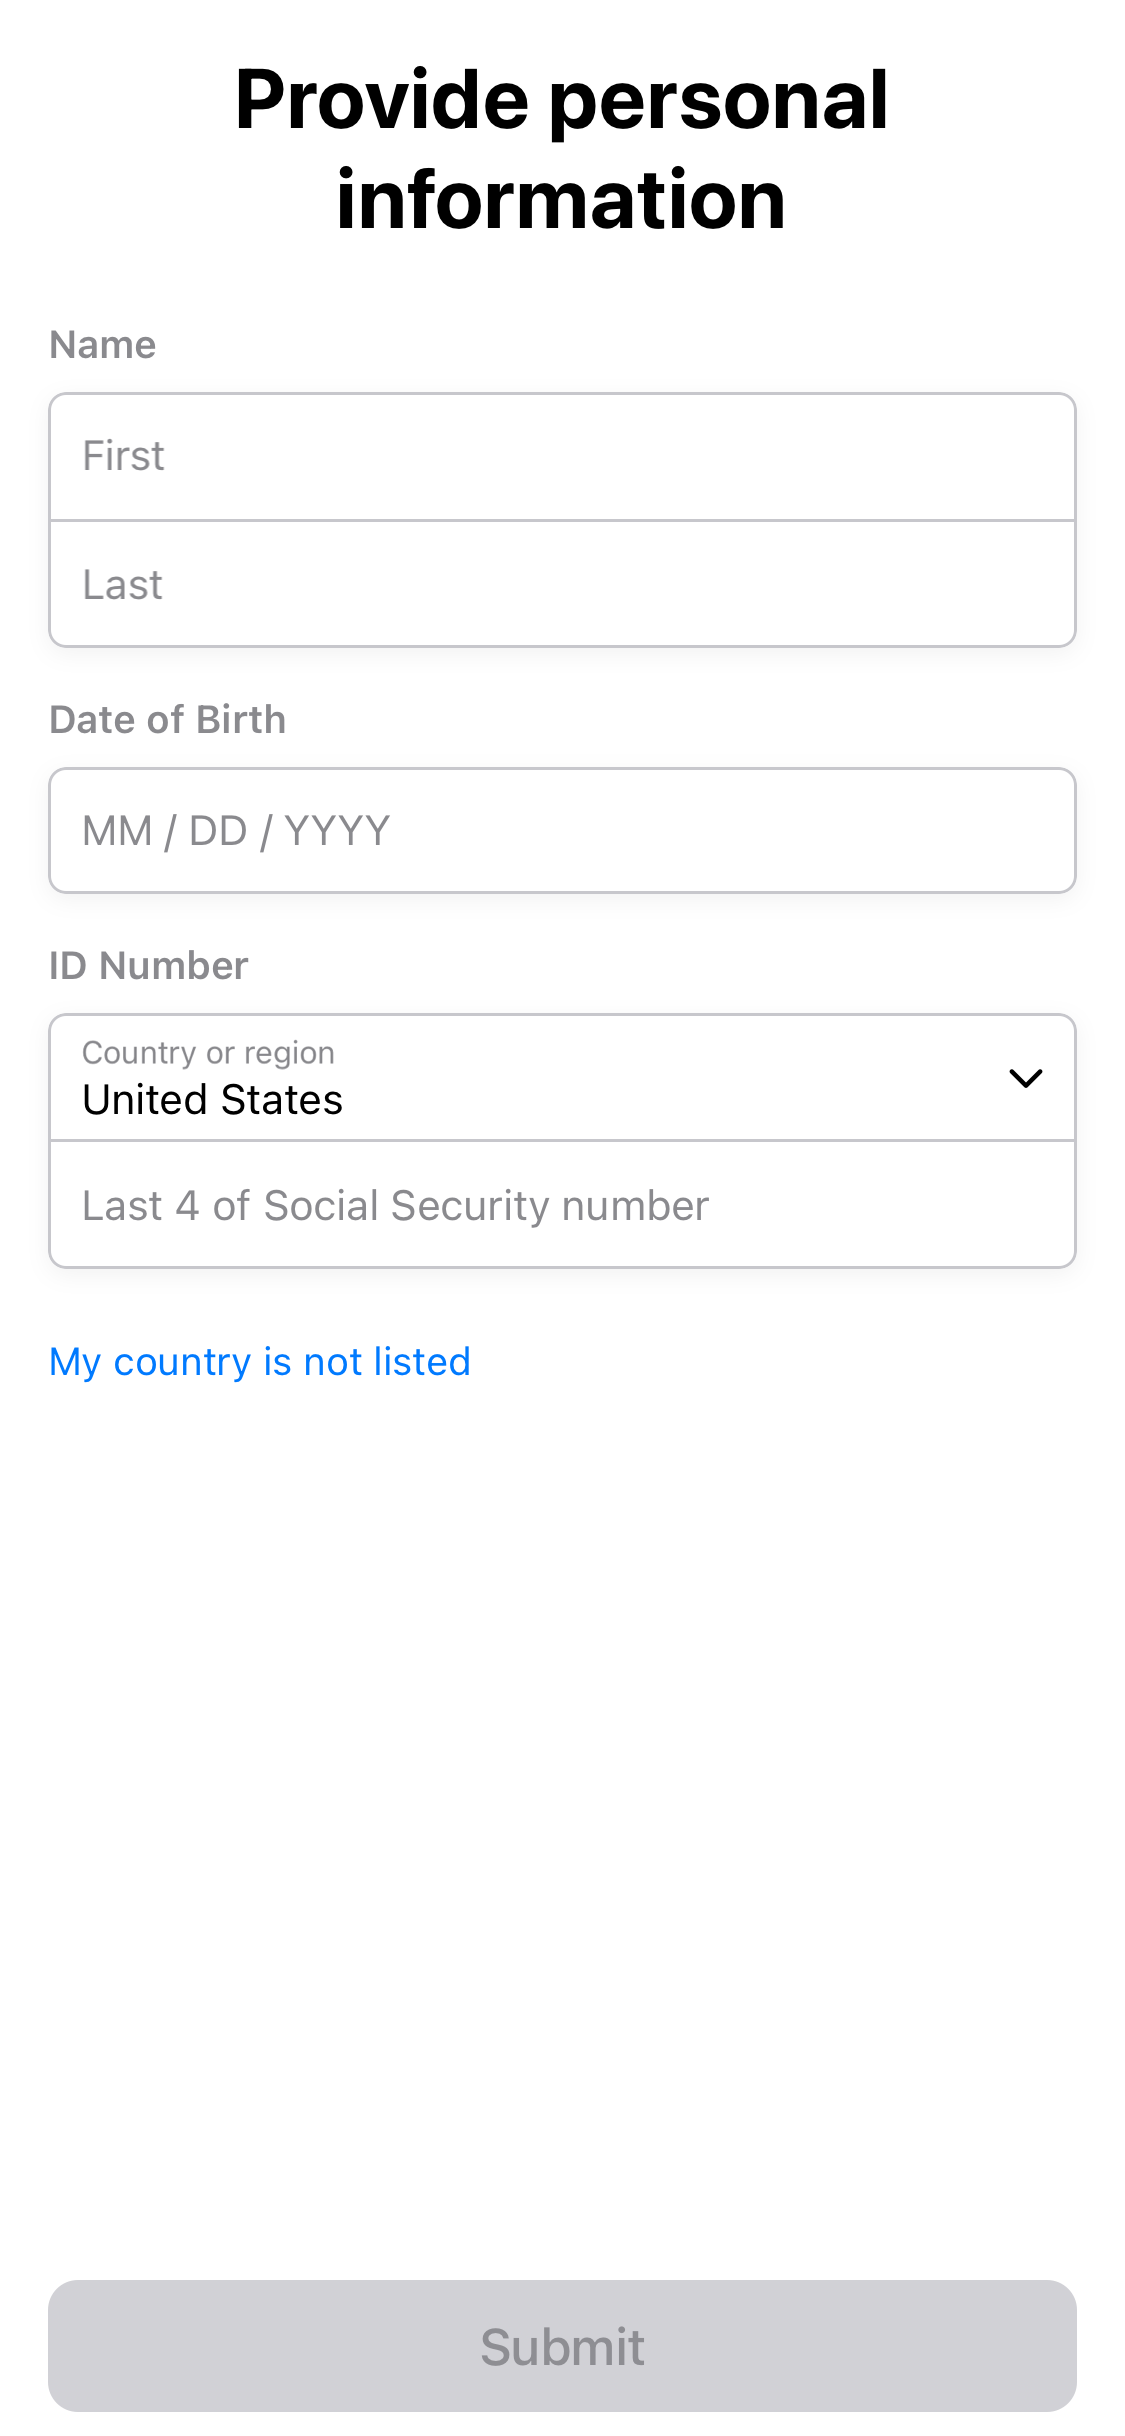 Provide personal
information
Name
First
Last
Date of Birth
MM / DD / YYYY
ID Number
Country or region
United States
Last 4 of Social Security number
My country is not listed
Submit